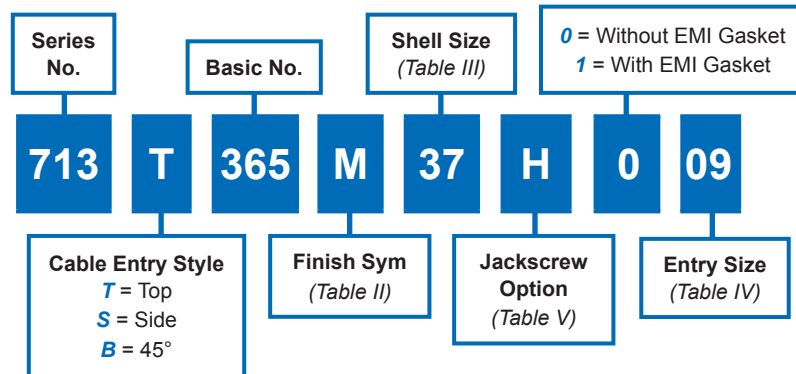 Series
No.
Basic No.
Shell Size
(Table III)
0 = Without EMI Gasket
1 = With EMI Gasket
713 T 365 M 37 H 0 09
Cable Entry Style
T = Top
S = Side
B = 45°
Finish Sym
(Table II)
Jackscrew
Option
(Table V)
Entry Size
(Table IV)